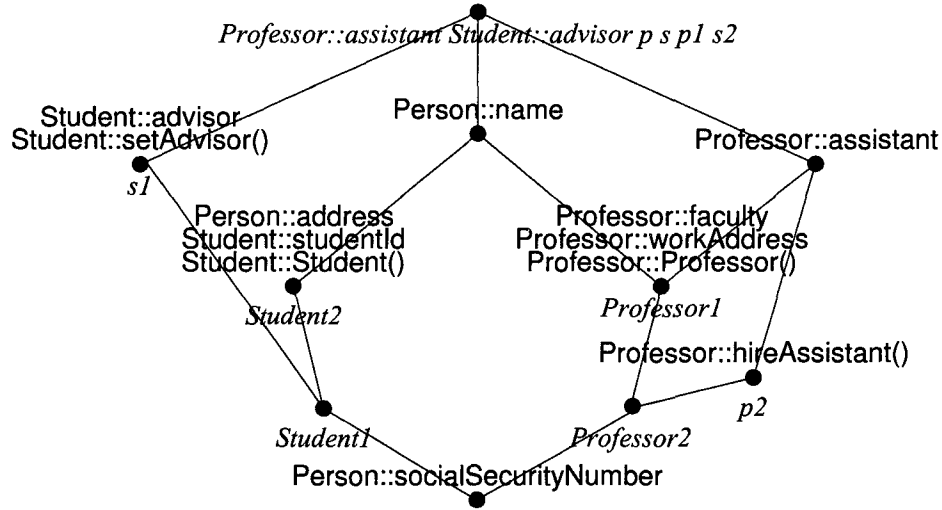 Professor::assistant Student::advisor p s p1 s2
Student::advisor
Student::setAdvisor()
s1
Person::name
Professor::assistant
Person::address
Student::studentId
Student::Student()
Student2
Professor::faculty
Professor::workAddress
Professor::Professor()
Professor1
Professor::hireAssistant()
p2
Student1
Professor2
Person::socialSecurityNumber